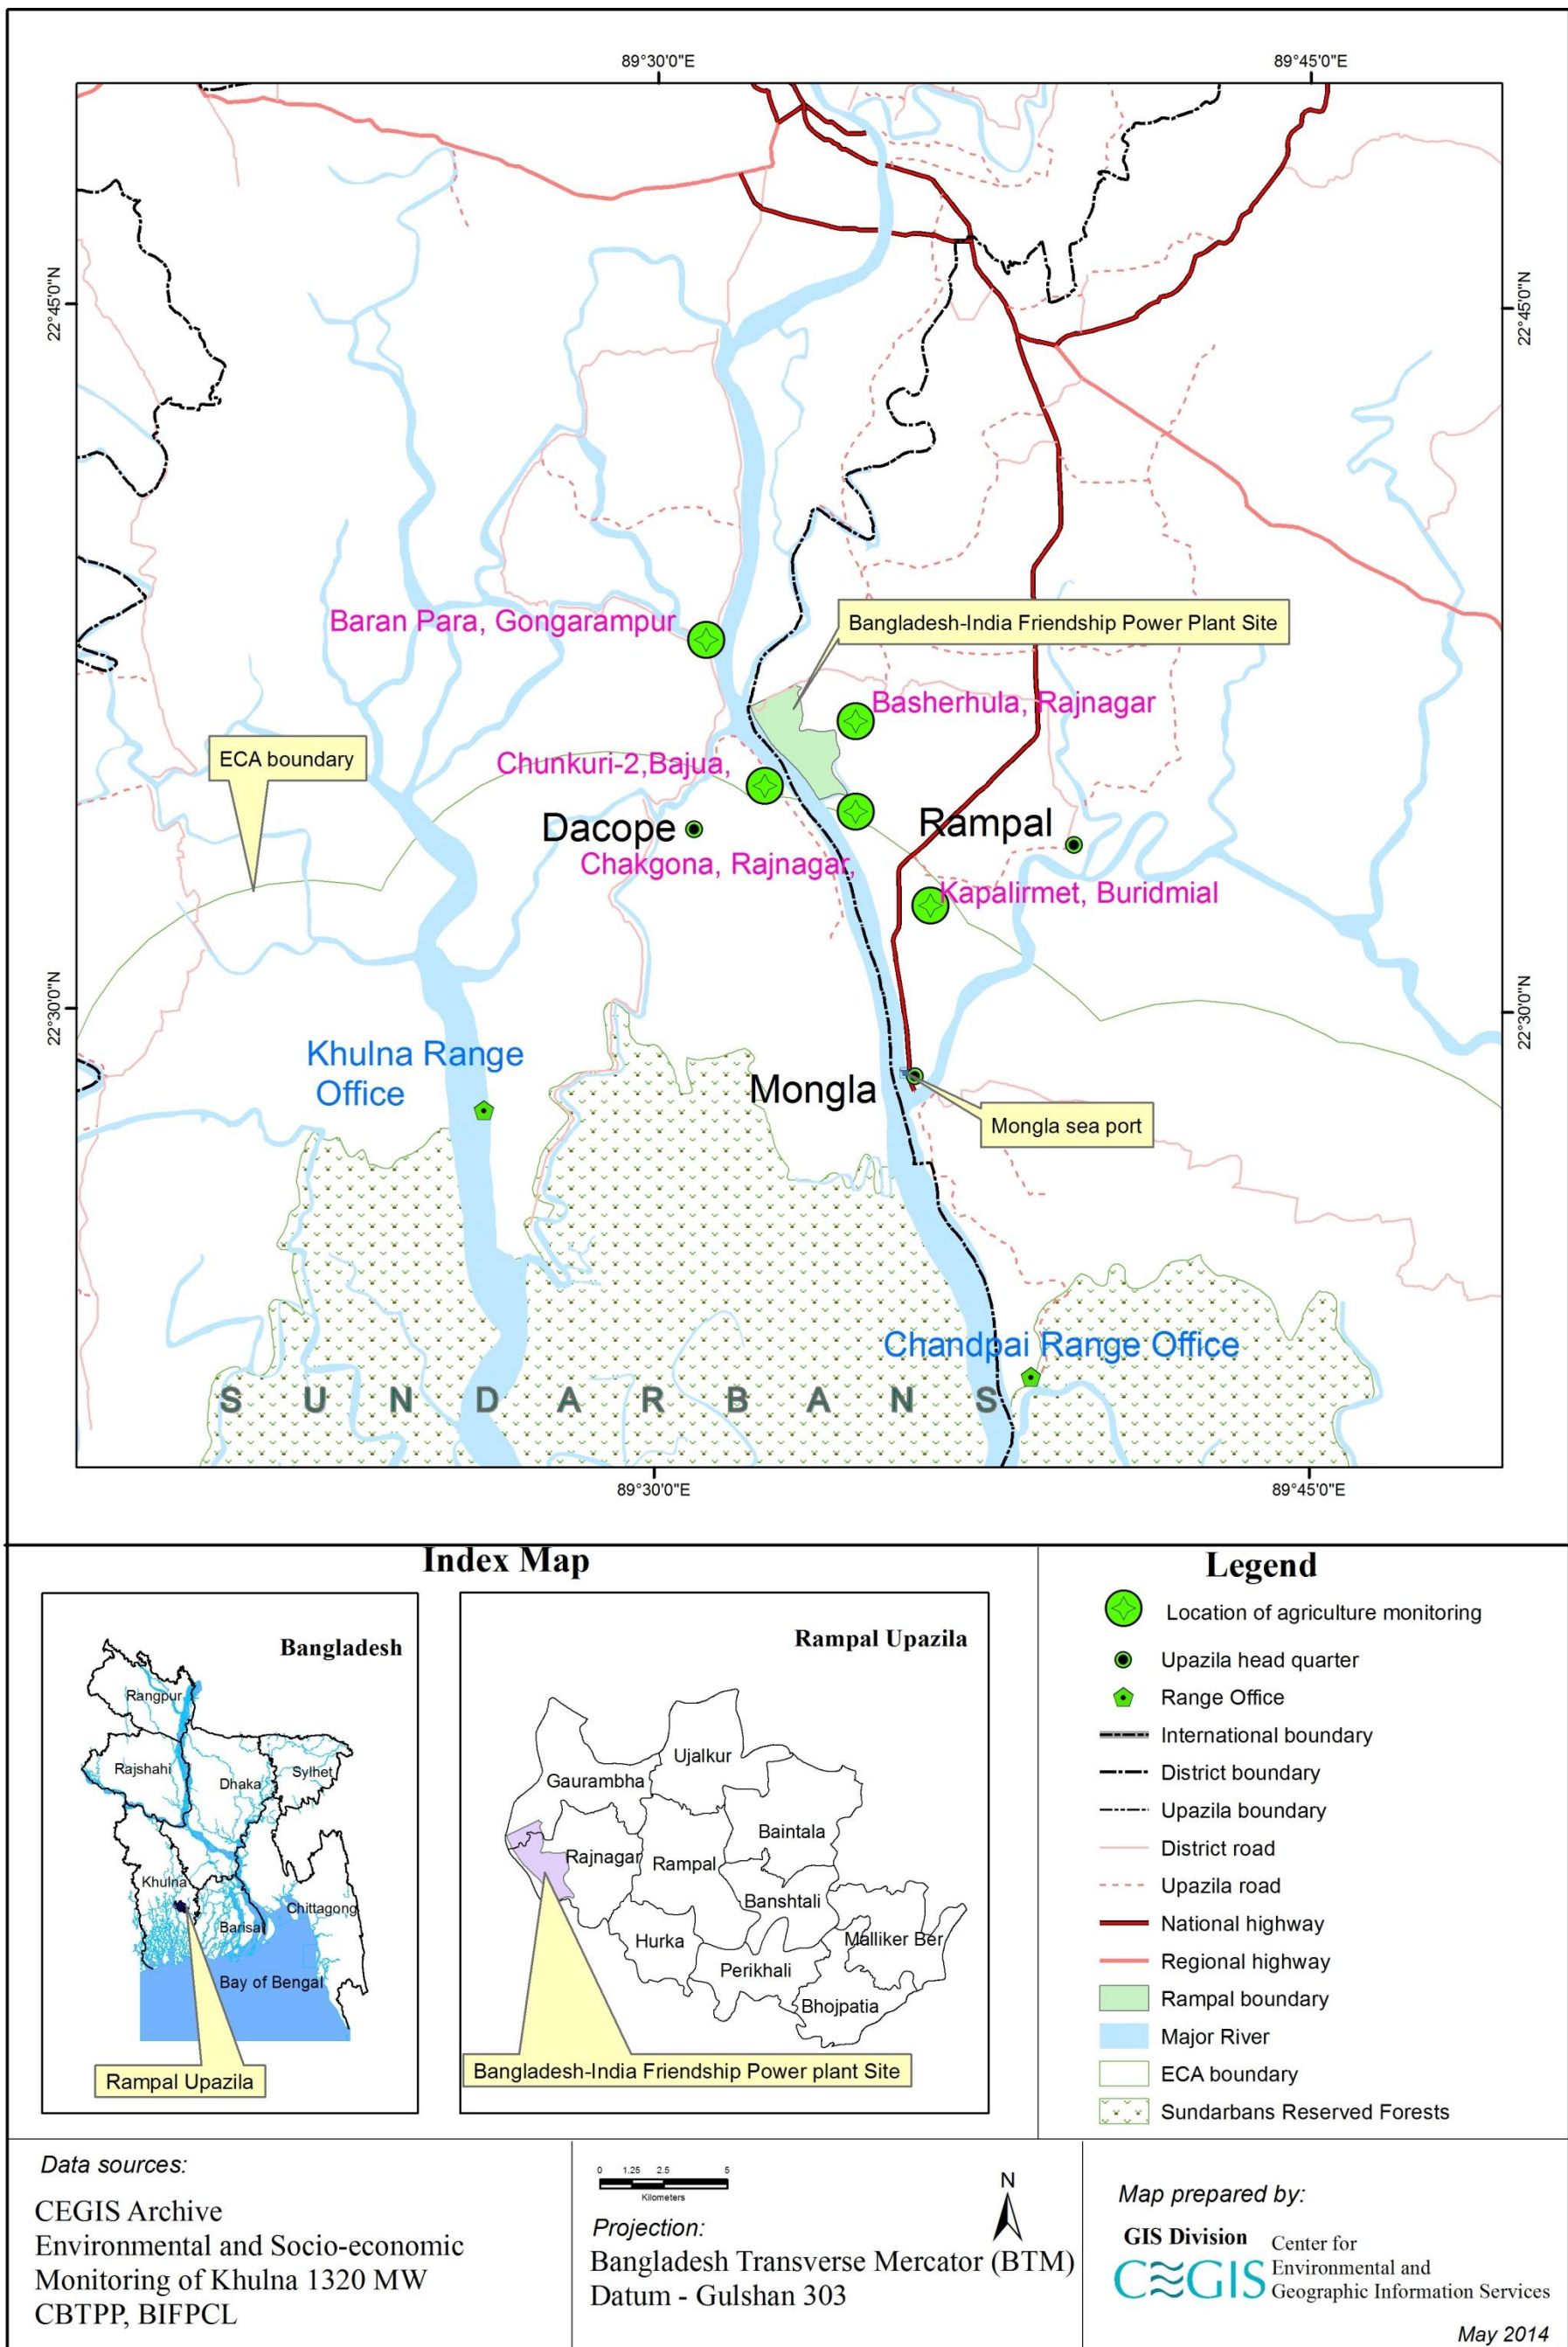 89°30'0"E
89°45'0"E
22°45'0"N
22°45'0"N
Baran Para, Gongarampur
Bangladesh-India Friendship Power Plant Site
Basherhula, Rajnagar
ECA boundary
Chunkuri-2,Bajua,
Dacope
Rampal
Chakgona, Rajnagar,
Kapalirmet, Buridmial
22°30'0"N
22°30'0"N
Khulna Range
Office
Mongla
Mongla sea port
Chandpai Range Office
SUNDARBANS
89°30'0"E
89°45'0"E
Index Map
Bangladesh
Rangpur
Rajshahi
Dhaka
Sylhet
Khulna
Barisal
Chittagong
Bay of Bengal
Rampal Upazila
Rampal Upazila
Ujalkur
Gaurambha
Baintala
Rajnagar
Rampal
Banshtali
Hurka
Malliker Ber
Perikhali
Bhojpatia
Bangladesh-India Friendship Power plant Site
Legend
Location of agriculture monitoring
Upazila head quarter
Range Office
International boundary
District boundary
Upazila boundary
District road
Upazila road
National highway
Regional highway
Rampal boundary
Major River
ECA boundary
Sundarbans Reserved Forests
Data sources:
CEGIS Archive
Environmental and Socio-economic
Monitoring of Khulna 1320 MW
CBTPP, BIFPCL
0 1.25 2.5 5
Kilometers
N
Projection:
Bangladesh Transverse Mercator (BTM)
Datum - Gulshan 303
Map prepared by:
GIS Division
CEGIS
Center for
Environmental and
Geographic Information Services
May 2014